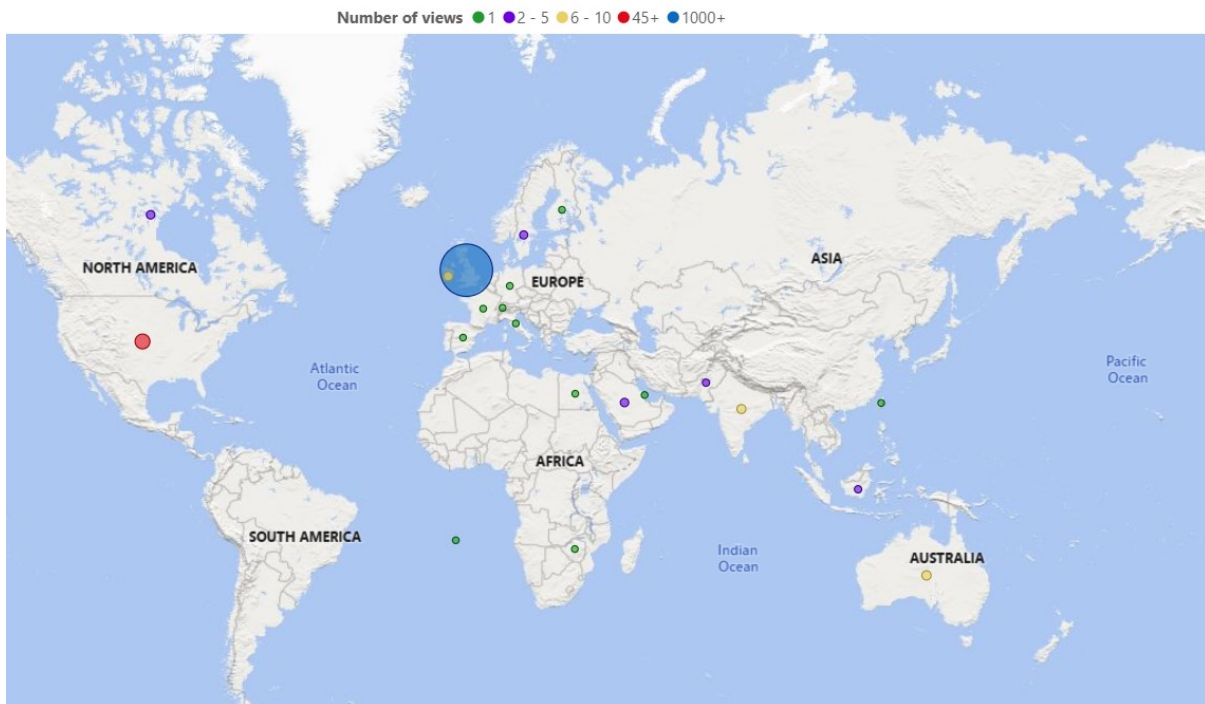 Number of views 1 2 - 5 6 - 10 45+ 1000+
NORTH AMERICA
EUROPE
ASIA
Atlantic
Ocean
Pacific
Ocean
AFRICA
SOUTH AMERICA
Indian
Ocean
AUSTRALIA